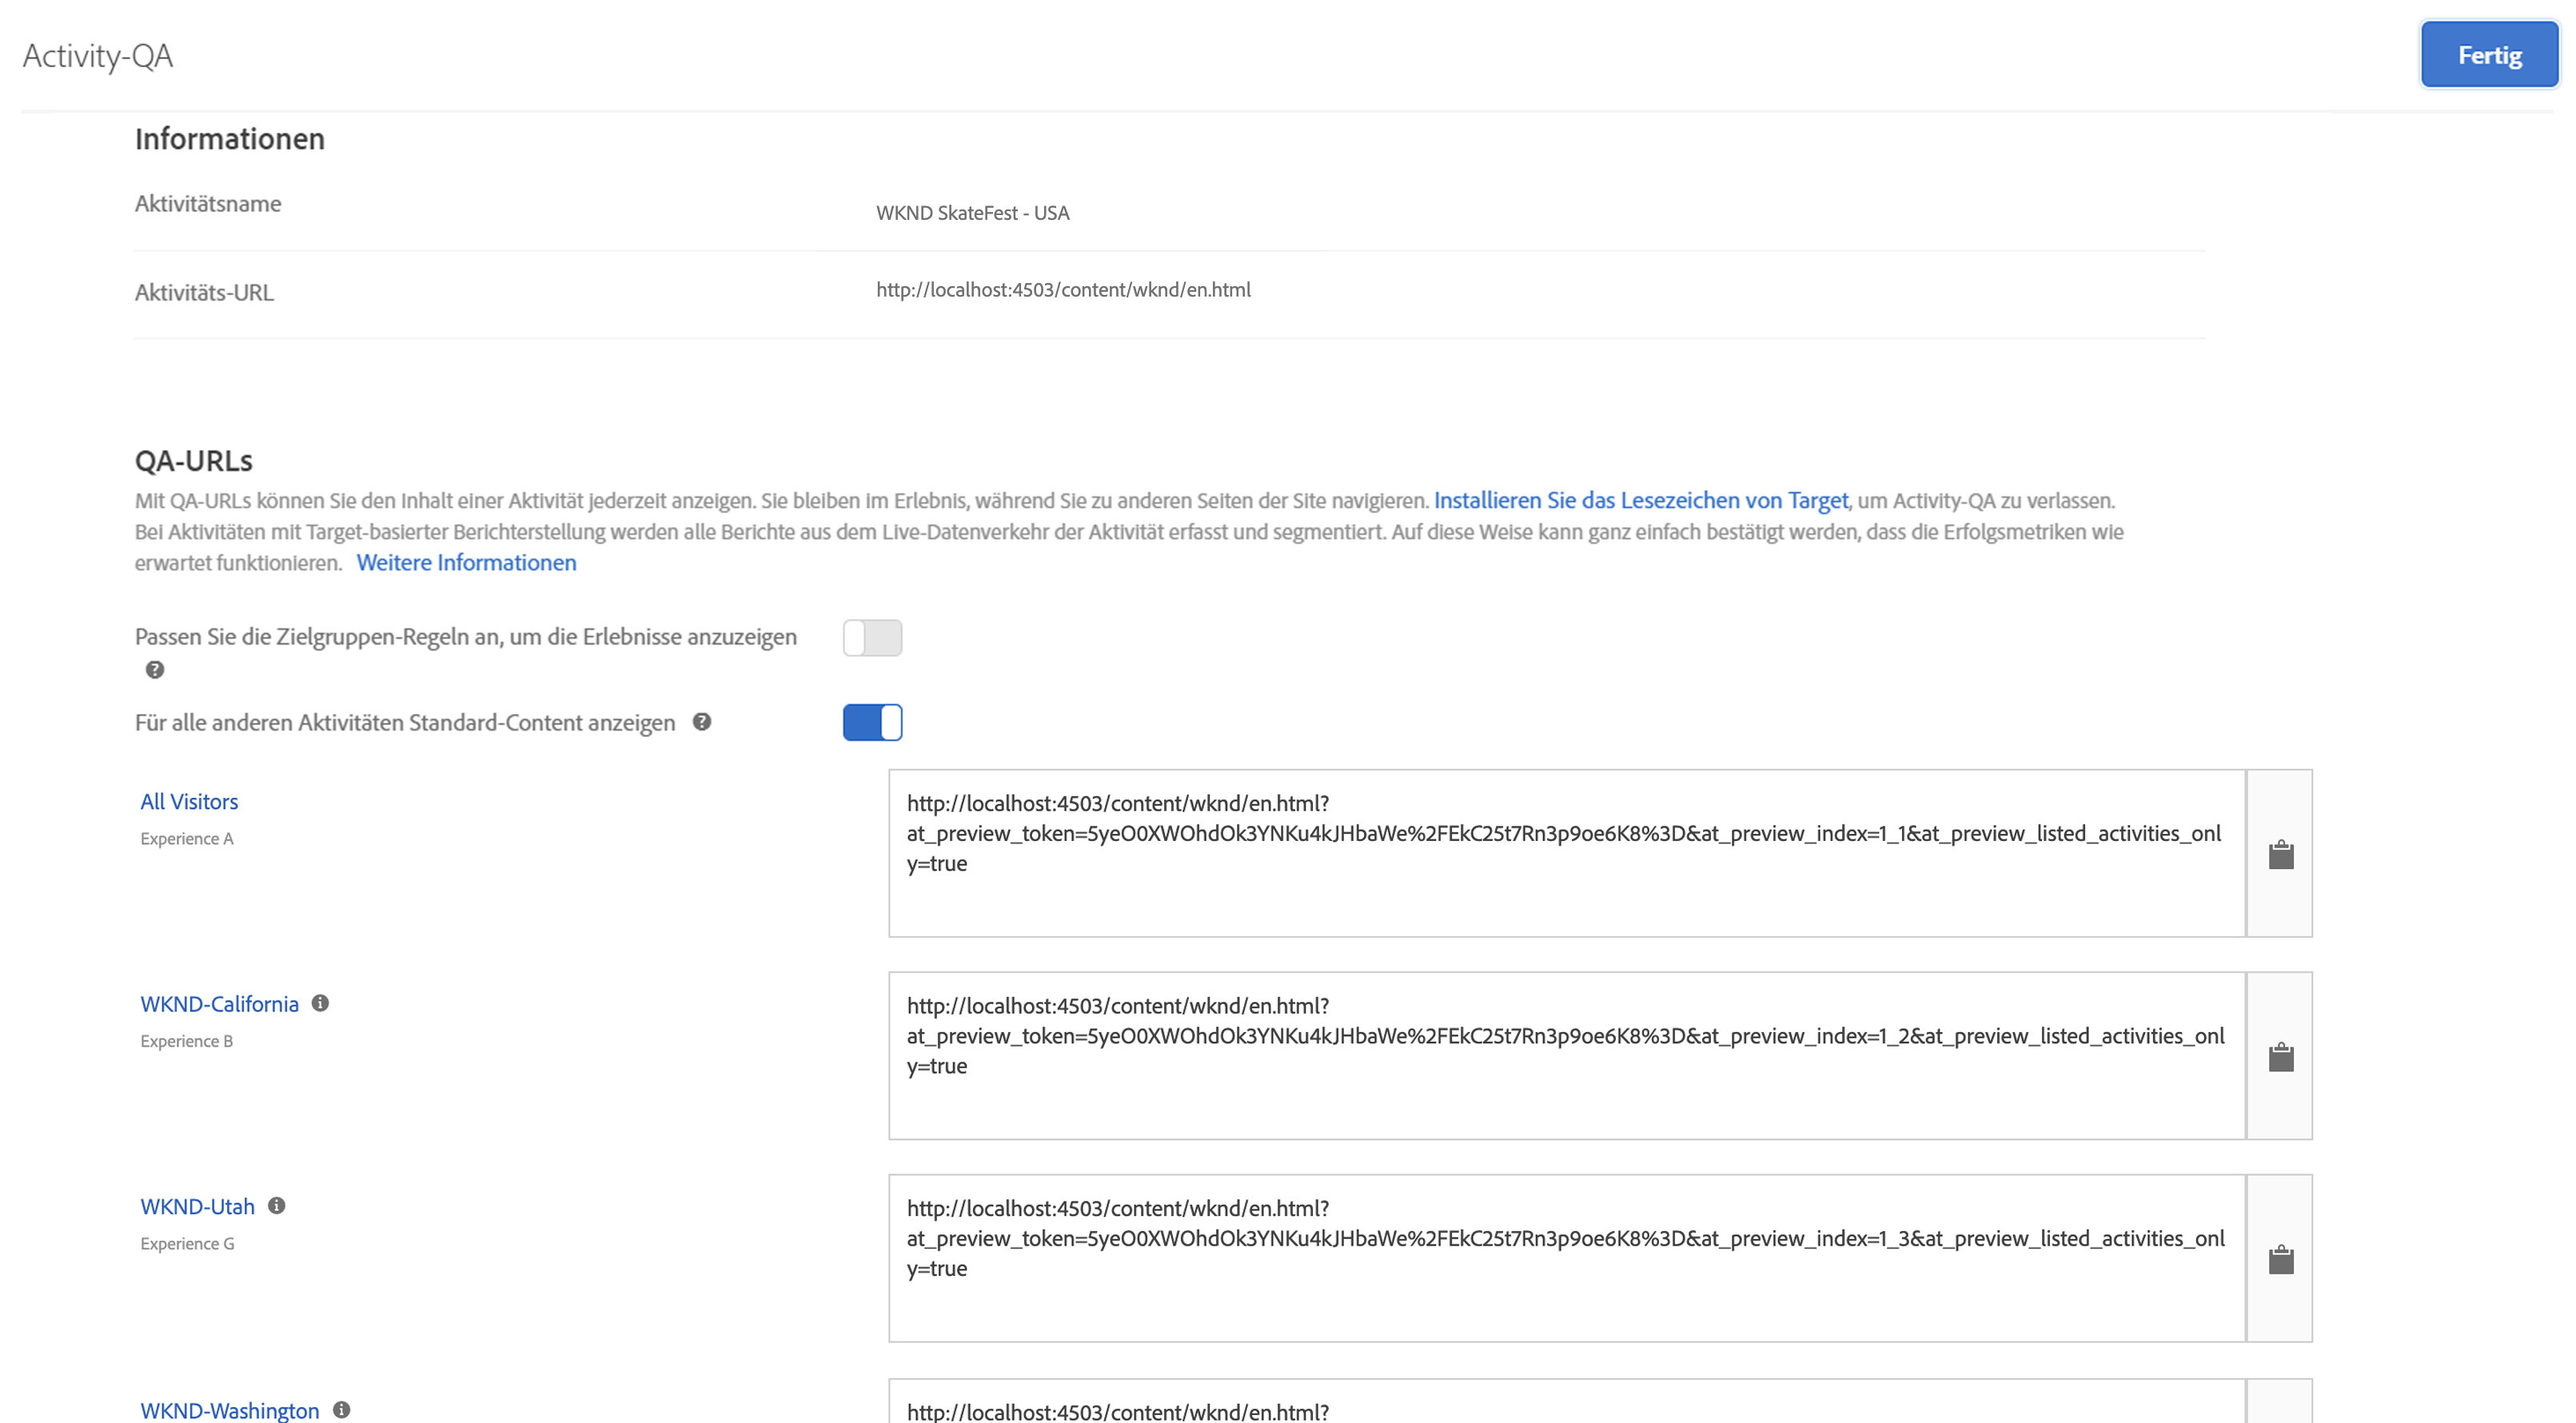 Activity-QA
Fertig
Informationen
Aktivitätsname
WKND SkateFest - USA
Aktivitäts-URL
http://localhost:4503/content/wknd/en.html
QA-URLs
Mit QA-URLs können Sie den Inhalt einer Aktivität jederzeit anzeigen. Sie bleiben im Erlebnis, während Sie zu anderen Seiten der Site navigieren. Installieren Sie das Lesezeichen von Target, um Activity-QA zu verlassen.
Bei Aktivitäten mit Target-basierter Berichterstellung werden alle Berichte aus dem Live-Datenverkehr der Aktivität erfasst und segmentiert. Auf diese Weise kann ganz einfach bestätigt werden, dass die Erfolgsmetriken wie
erwartet funktionieren. Weitere Informationen
Passen Sie die Zielgruppen-Regeln an, um die Erlebnisse anzuzeigen
Für alle anderen Aktivitäten Standard-Content anzeigen
All Visitors
Experience A
http://localhost:4503/content/wknd/en.html?
at_preview_token=5yeO0XWOhdOk3YNKu4kJHbaWe%2FEkC25t7Rn3p9oe6K8%3D&at_preview_index=1_1&at_preview_listed_activities_onl
y=true
WKND-California
Experience B
http://localhost:4503/content/wknd/en.html?
at_preview_token=5yeO0XWOhdOk3YNKu4kJHbaWe%2FEkC25t7Rn3p9oe6K8%3D&at_preview_index=1_2&at_preview_listed_activities_onl
y=true
WKND-Utah
Experience G
http://localhost:4503/content/wknd/en.html?
at_preview_token=5yeO0XWOhdOk3YNKu4kJHbaWe%2FEkC25t7Rn3p9oe6K8%3D&at_preview_index=1_3&at_preview_listed_activities_onl
y=true
WKND-Washington
http://localhost:4503/content/wknd/en.html?